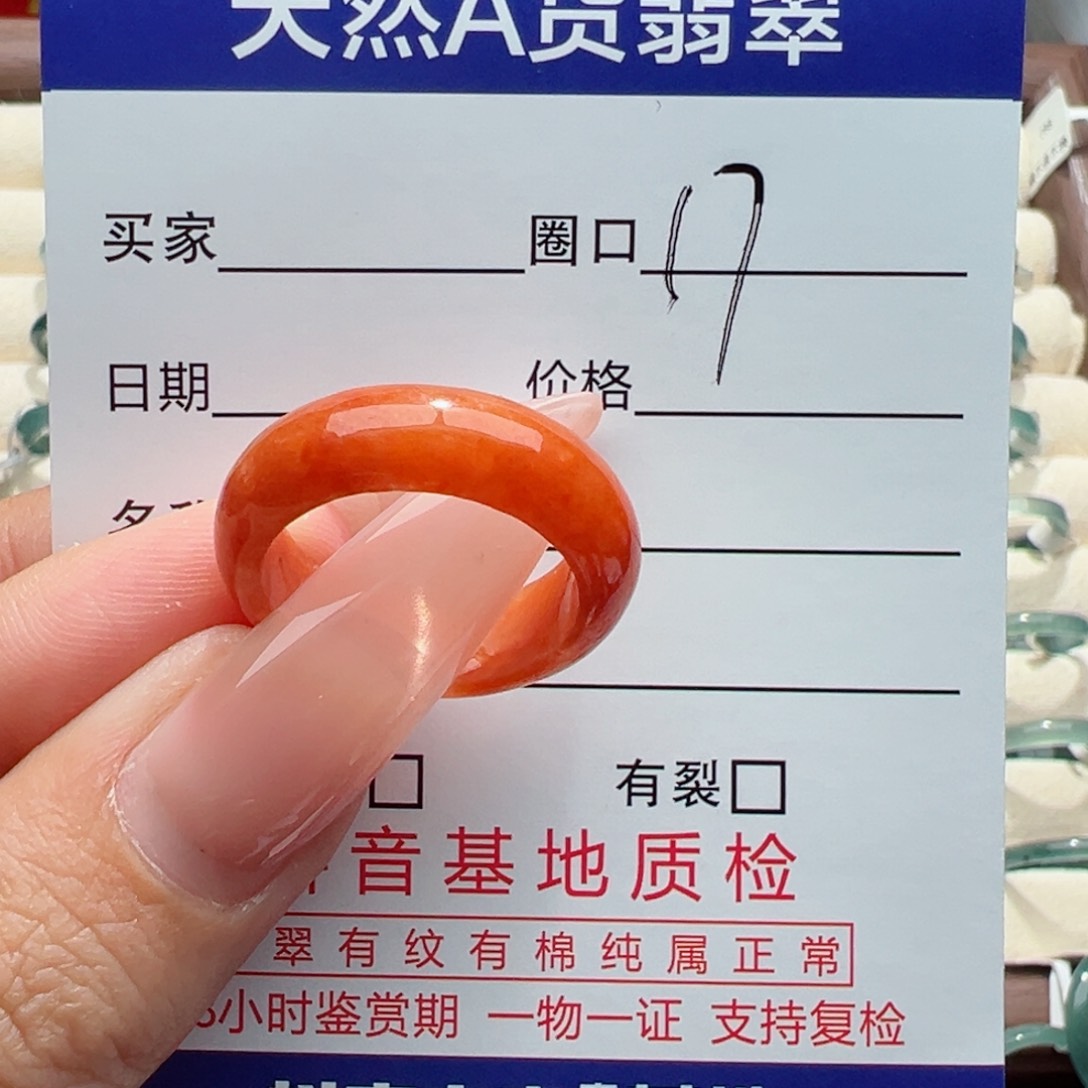 天然A货翡翠
买家 圈口 17
日期 价格
有裂
音基地质检
翠有纹有棉纯属正常
小时鉴赏期 一物一证 支持复检